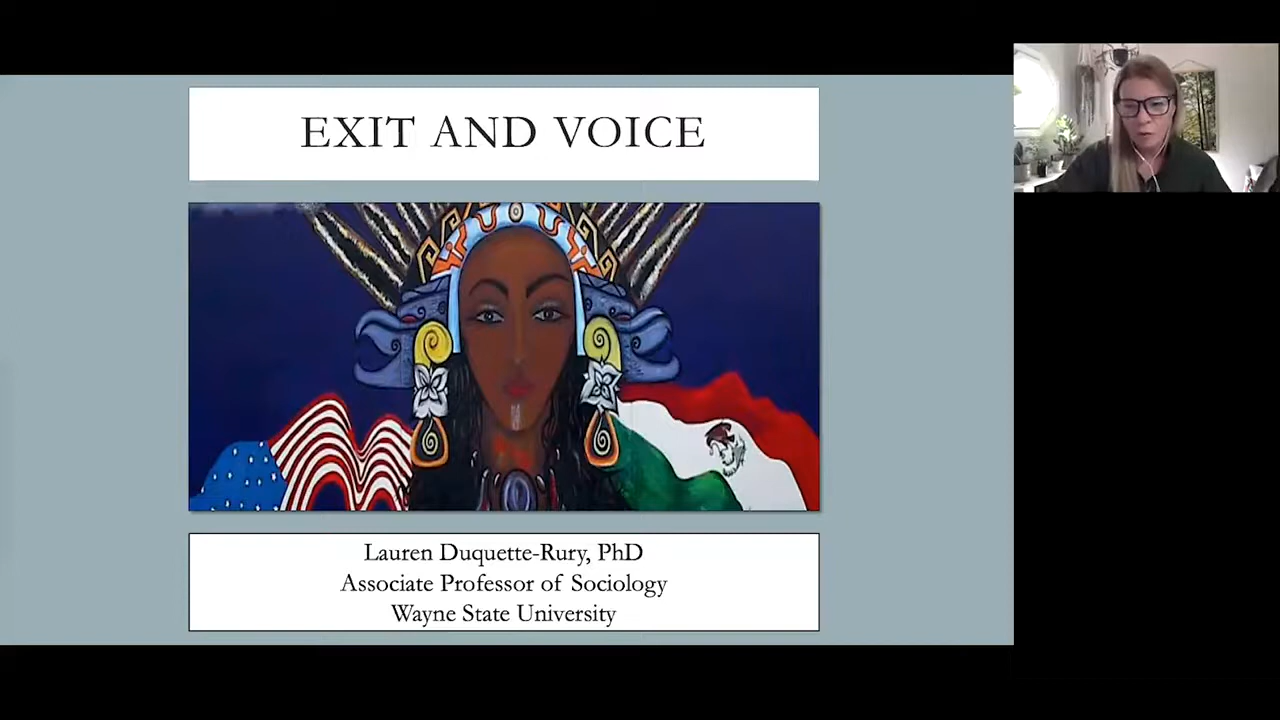 EXIT AND VOICE
Lauren Duquette-Rury, PhD
Associate Professor of Sociology
Wayne State University